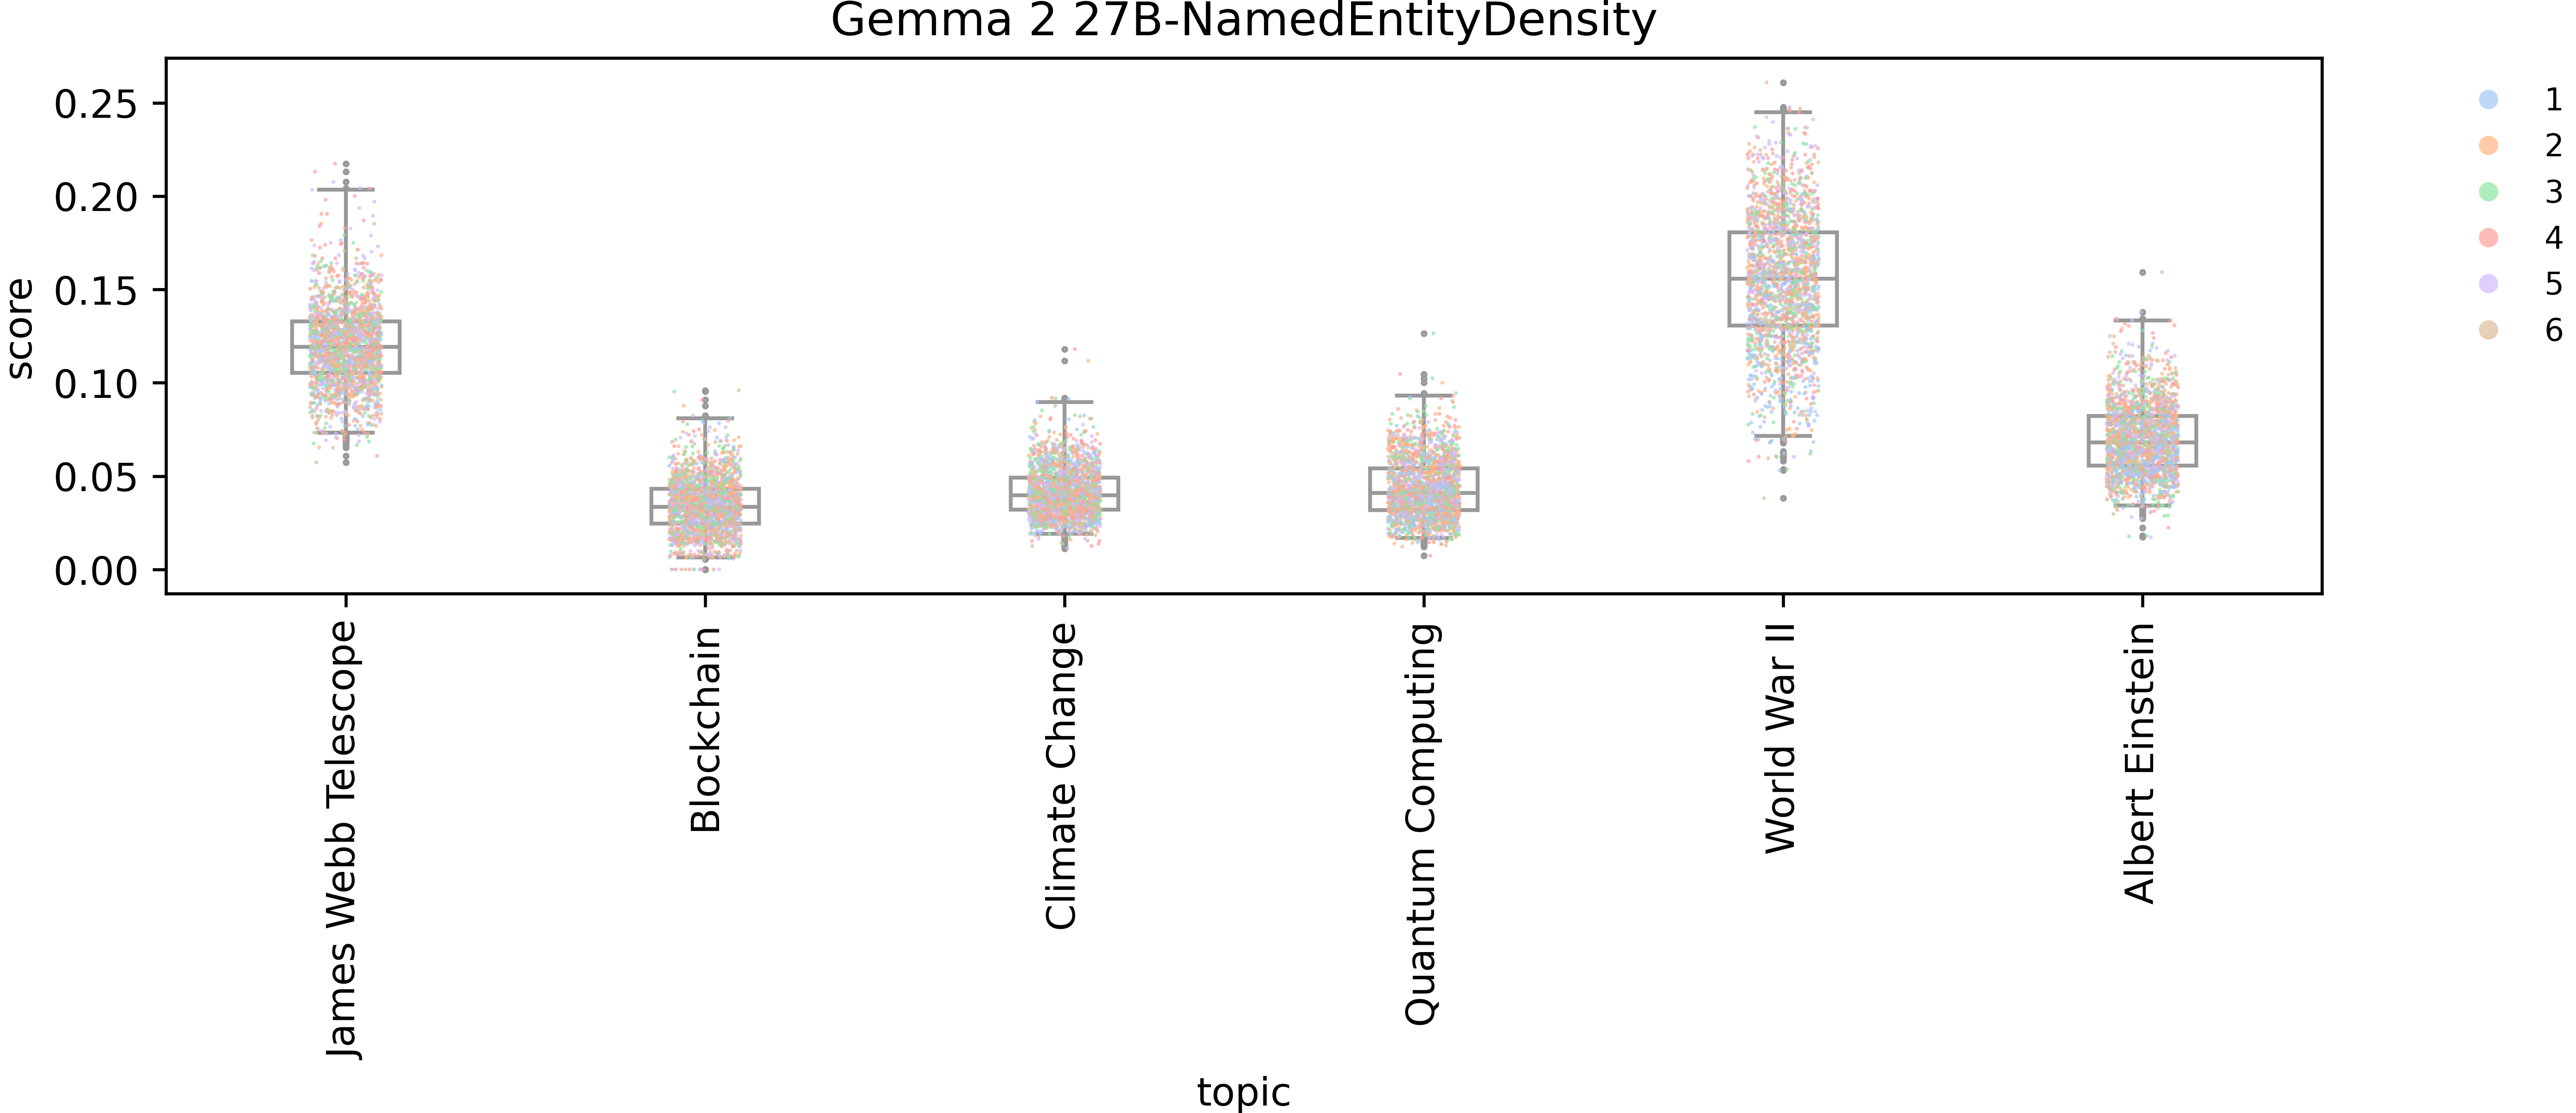 Gemma 2 27B-NamedEntityDensity
score
0.25
0.20
0.15
0.10
0.05
0.00
1
2
3
4
5
6
James Webb Telescope
Blockchain
Climate Change
Quantum Computing
World War II
Albert Einstein
topic